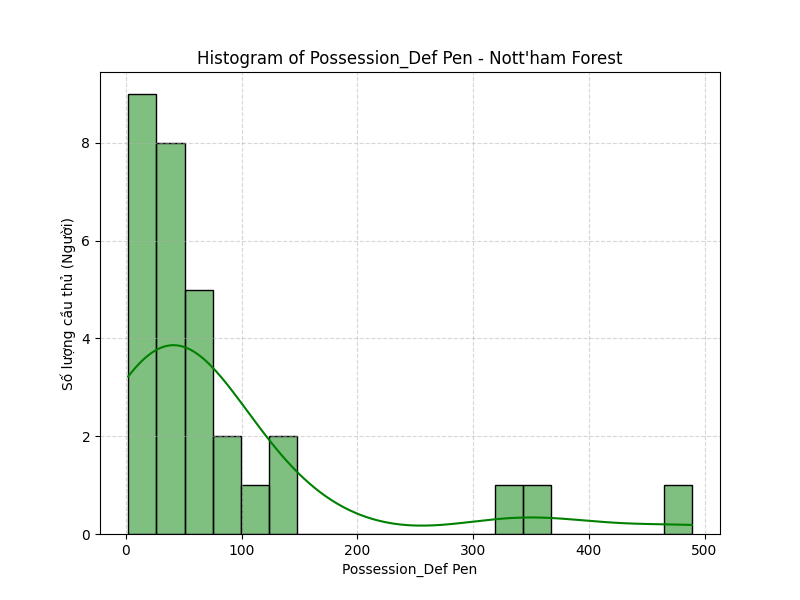 Histogram of Possession_Def Pen - Nott'ham Forest
Số lượng cầu thủ (Người)
8
6
4
2
0
0 100 200 300 400 500
Possession_Def Pen